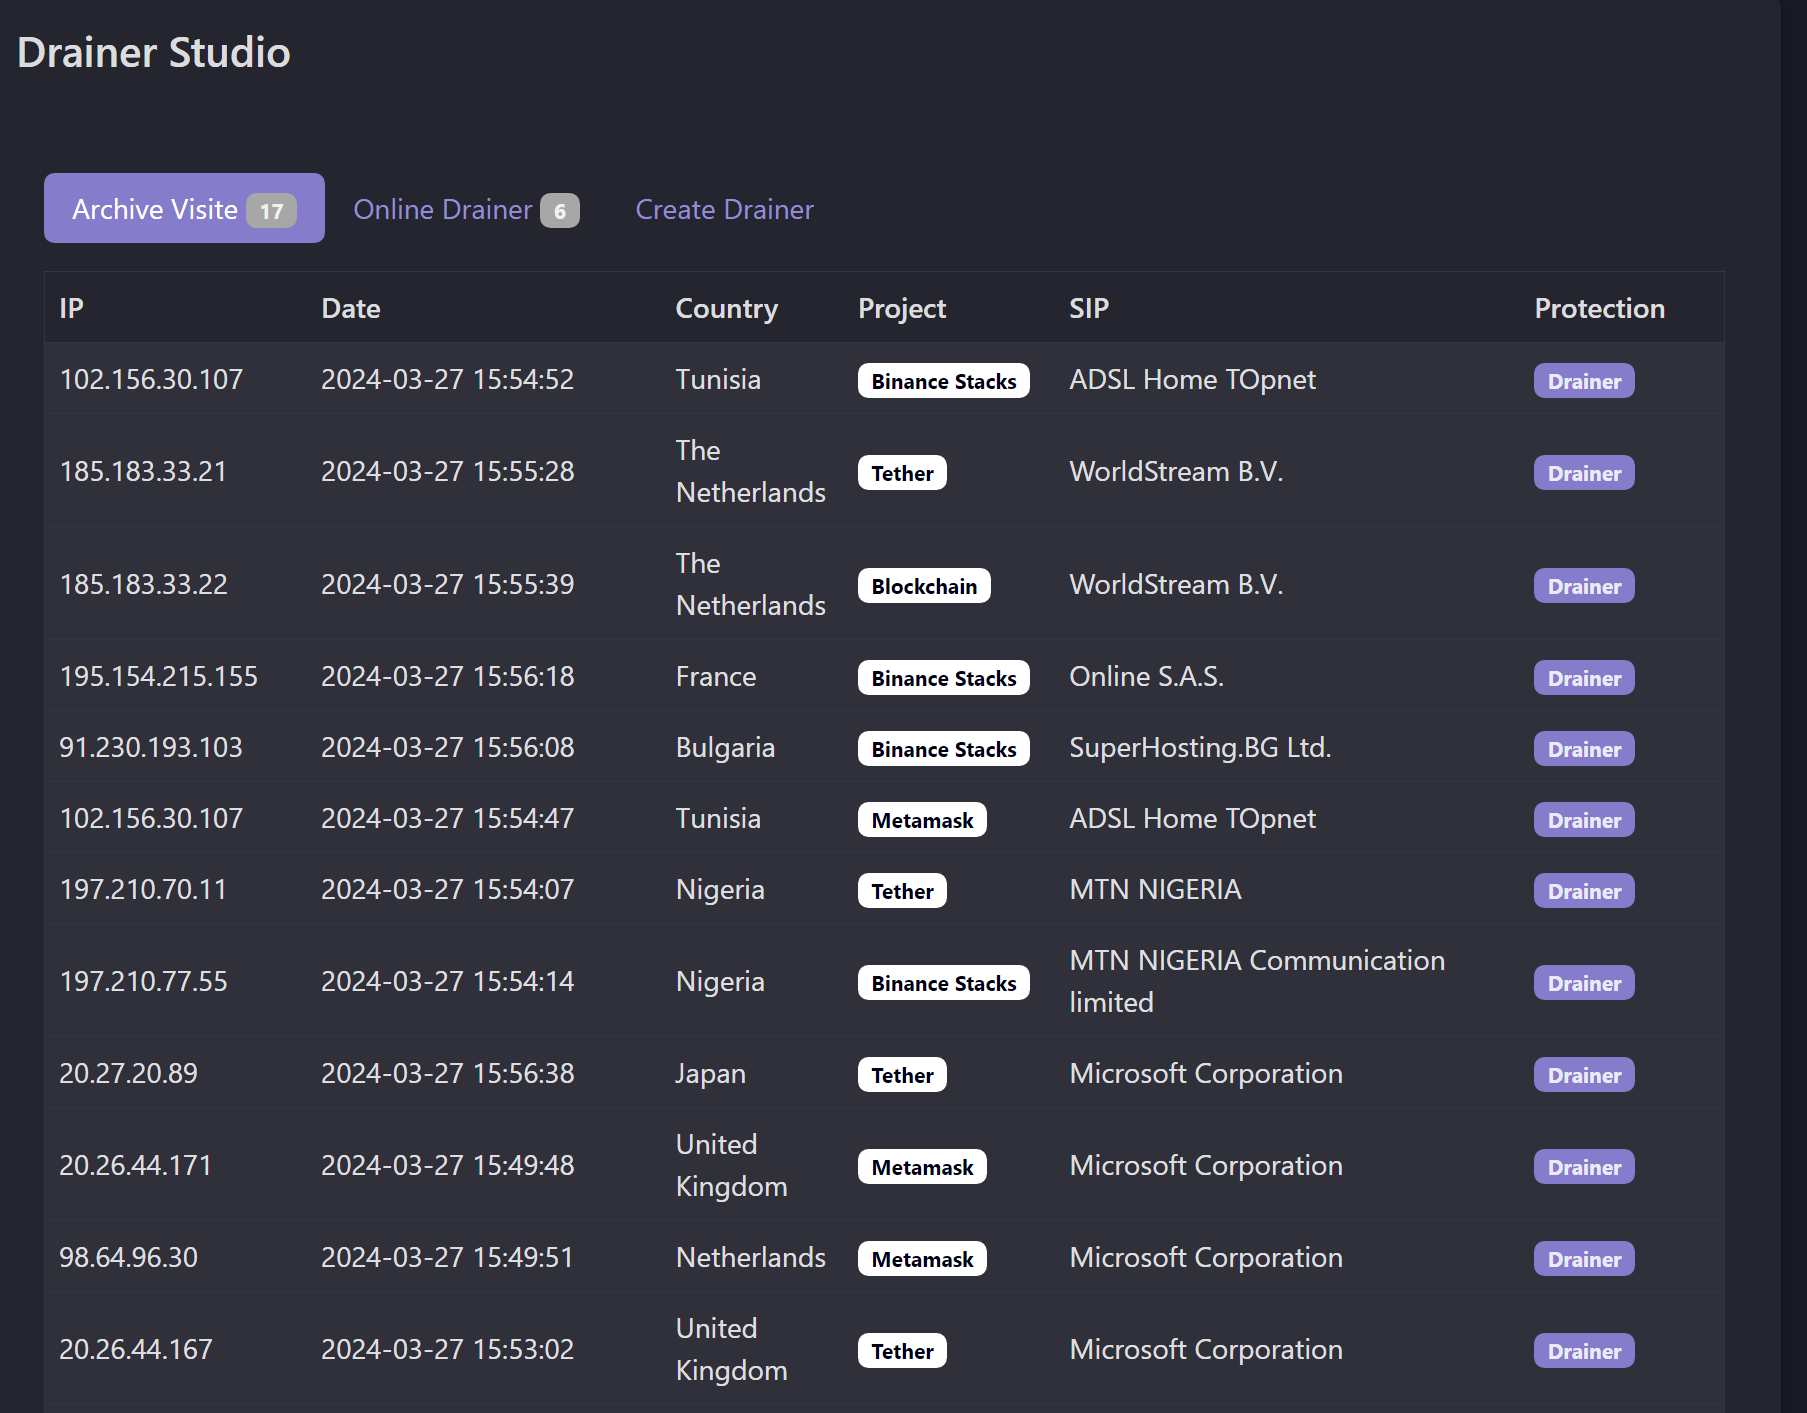 Drainer Studio
Archive Visite 17 Online Drainer 6 Create Drainer
IP Date Country Project SIP Protection
102.156.30.107 2024-03-27 15:54:52 Tunisia Binance Stacks ADSL Home TOpnet Drainer
185.183.33.21 2024-03-27 15:55:28 The Netherlands Tether WorldStream B.V. Drainer
185.183.33.22 2024-03-27 15:55:39 The Netherlands Blockchain WorldStream B.V. Drainer
195.154.215.155 2024-03-27 15:56:18 France Binance Stacks Online S.A.S. Drainer
91.230.193.103 2024-03-27 15:56:08 Bulgaria Binance Stacks SuperHosting.BG Ltd. Drainer
102.156.30.107 2024-03-27 15:54:47 Tunisia Metamask ADSL Home TOpnet Drainer
197.210.70.11 2024-03-27 15:54:07 Nigeria Tether MTN NIGERIA Drainer
197.210.77.55 2024-03-27 15:54:14 Nigeria Binance Stacks MTN NIGERIA Communication limited Drainer
20.27.20.89 2024-03-27 15:56:38 Japan Tether Microsoft Corporation Drainer
20.26.44.171 2024-03-27 15:49:48 United Kingdom Metamask Microsoft Corporation Drainer
98.64.96.30 2024-03-27 15:49:51 Netherlands Metamask Microsoft Corporation Drainer
20.26.44.167 2024-03-27 15:53:02 United Kingdom Tether Microsoft Corporation Drainer